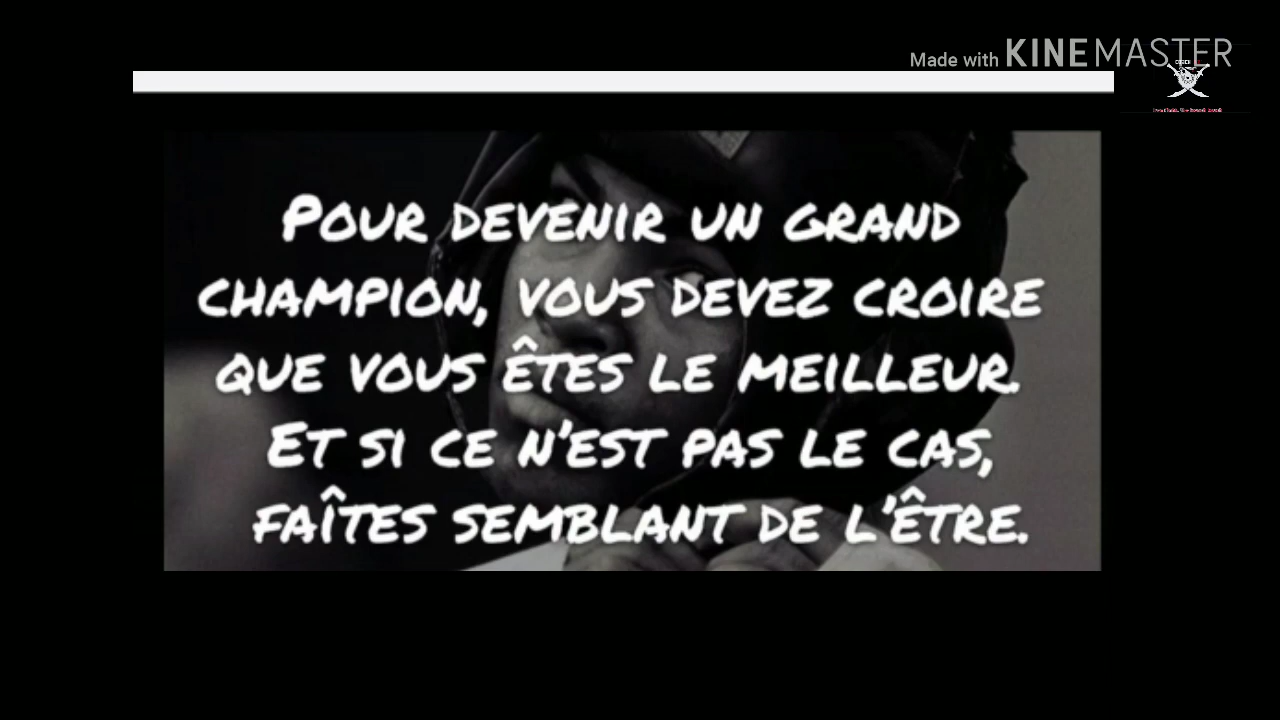 Made with KINEMASTER
POUR DEVENIR UN GRAND
CHAMPION, VOUS DEVEZ CROIRE
QUE VOUS ÊTES LE MEILLEUR.
ET SI CE N'EST PAS LE CAS,
FAÎTES SEMBLANT DE L'ÊTRE.